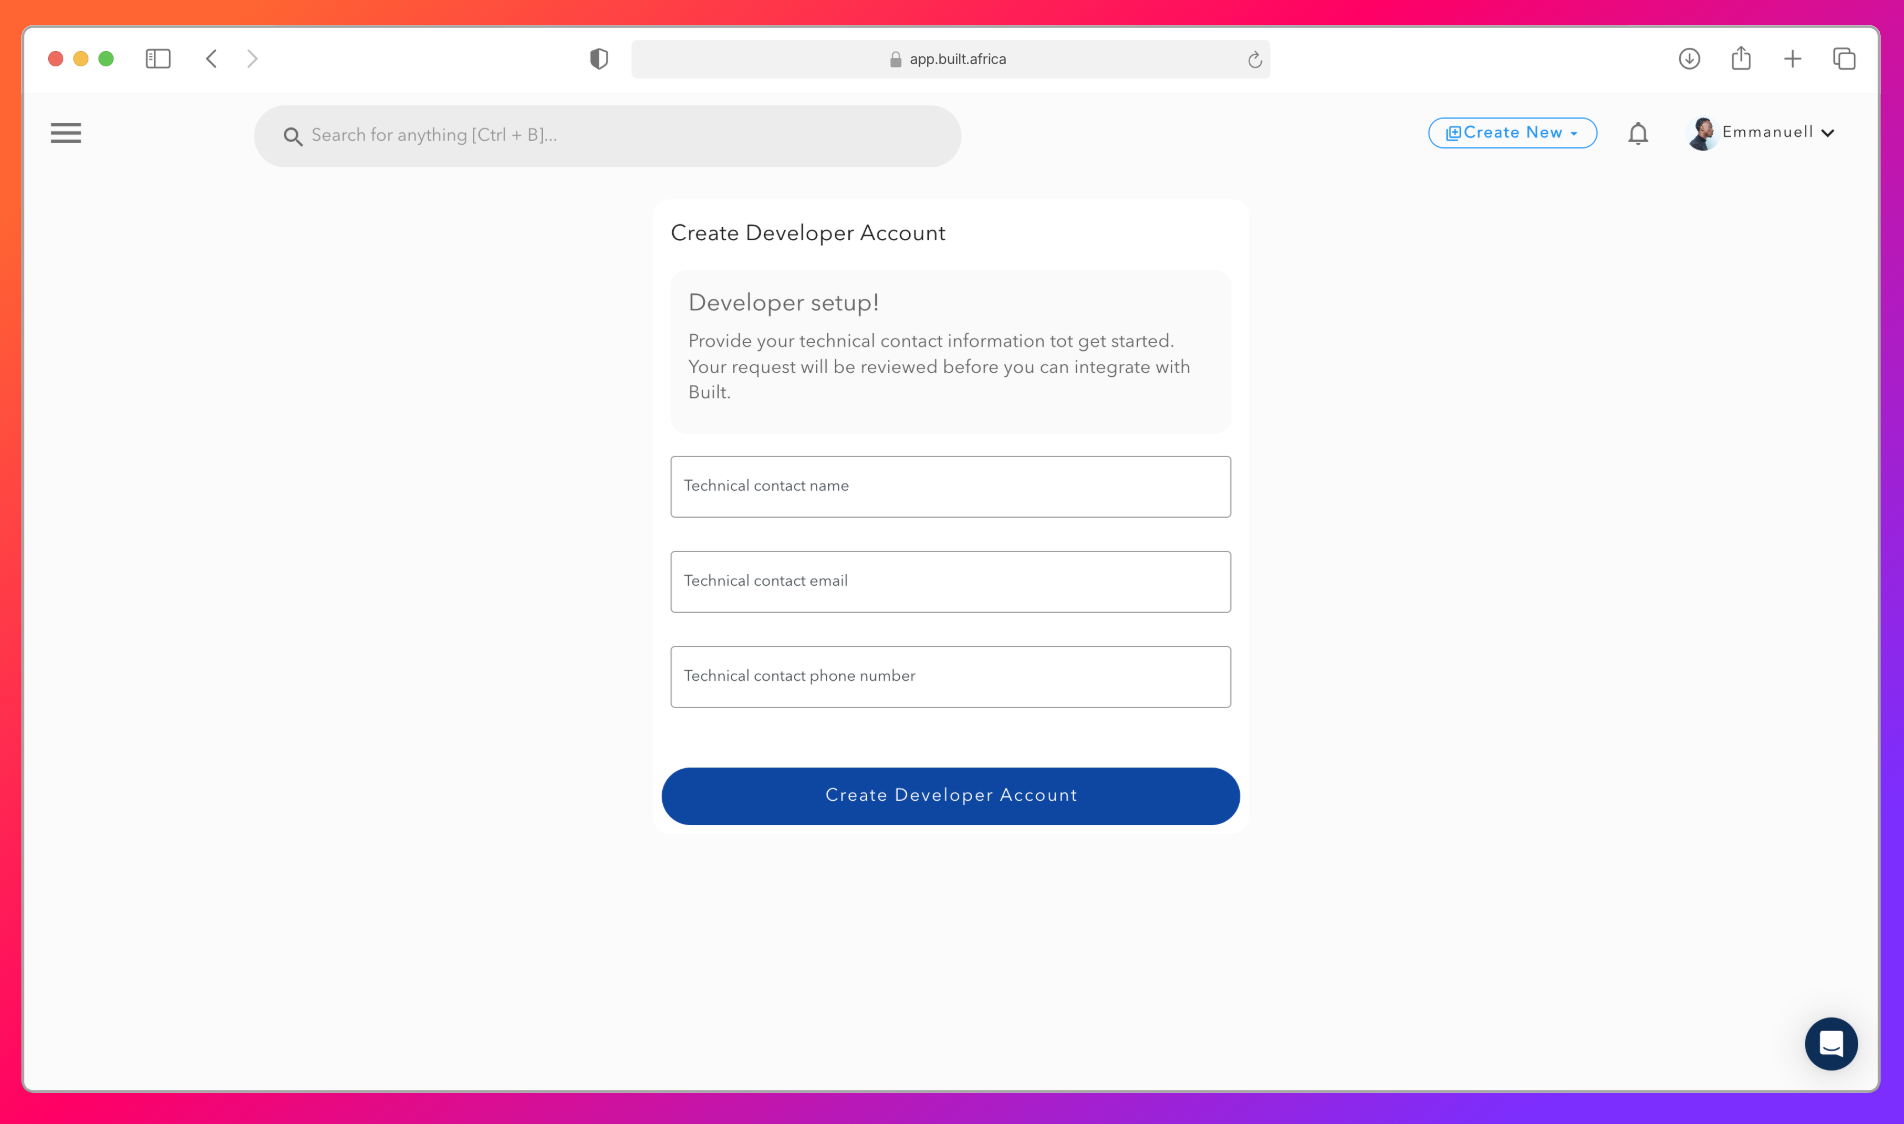 app.built.africa
Search for anything [Ctrl + B]...
Create New
Emmanuell
Create Developer Account
Developer setup!
Provide your technical contact information tot get started.
Your request will be reviewed before you can integrate with
Built.
Technical contact name
Technical contact email
Technical contact phone number
Create Developer Account